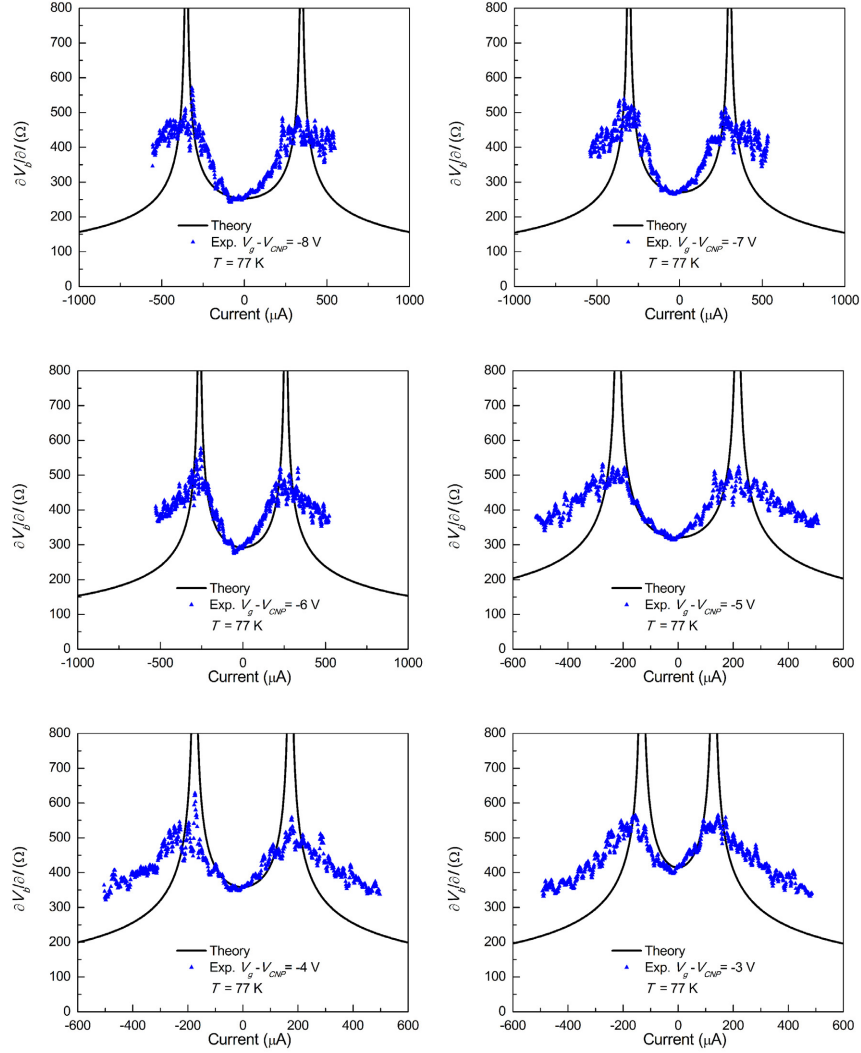 800
700
600
500
400
300
200
100
0
∂V_b/∂I (Ω)
Theory
Exp. V_g-V_CNP= -8 V
T = 77 K
-1000 -500 0 500 1000
Current (μA)
800
700
600
500
400
300
200
100
0
∂V_b/∂I (Ω)
Theory
Exp. V_g-V_CNP= -7 V
T = 77 K
-1000 -500 0 500 1000
Current (μA)
800
700
600
500
400
300
200
100
0
∂V_b/∂I (Ω)
Theory
Exp. V_g-V_CNP= -6 V
T = 77 K
-1000 -500 0 500 1000
Current (μA)
800
700
600
500
400
300
200
100
0
∂V_b/∂I (Ω)
Theory
Exp. V_g-V_CNP= -5 V
T = 77 K
-600 -400 -200 0 200 400 600
Current (μA)
800
700
600
500
400
300
200
100
0
∂V_b/∂I (Ω)
Theory
Exp. V_g-V_CNP= -4 V
T = 77 K
-600 -400 -200 0 200 400 600
Current (μA)
800
700
600
500
400
300
200
100
0
∂V_b/∂I (Ω)
Theory
Exp. V_g-V_CNP= -3 V
T = 77 K
-600 -400 -200 0 200 400 600
Current (μA)